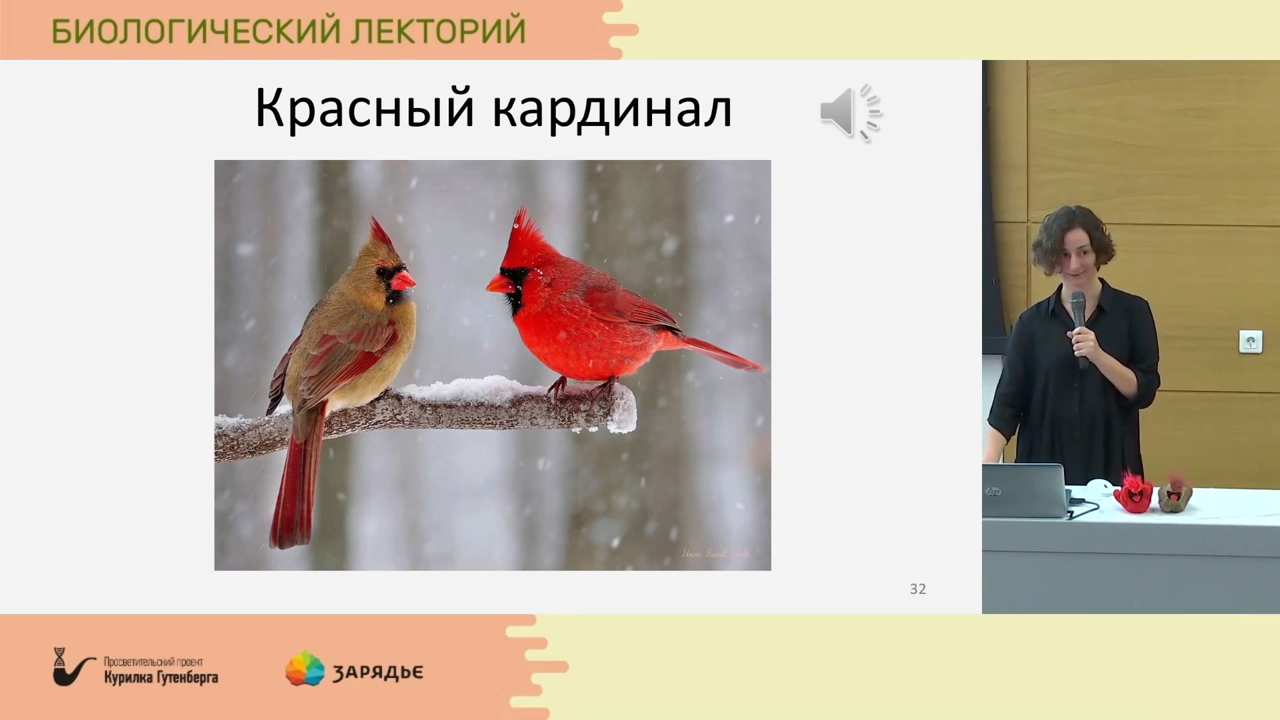 БИОЛОГИЧЕСКИЙ ЛЕКТОРИЙ
Красный кардинал
32
Просветительский проект
Курилка Гутенберга
ЗАРЯДЬЕ